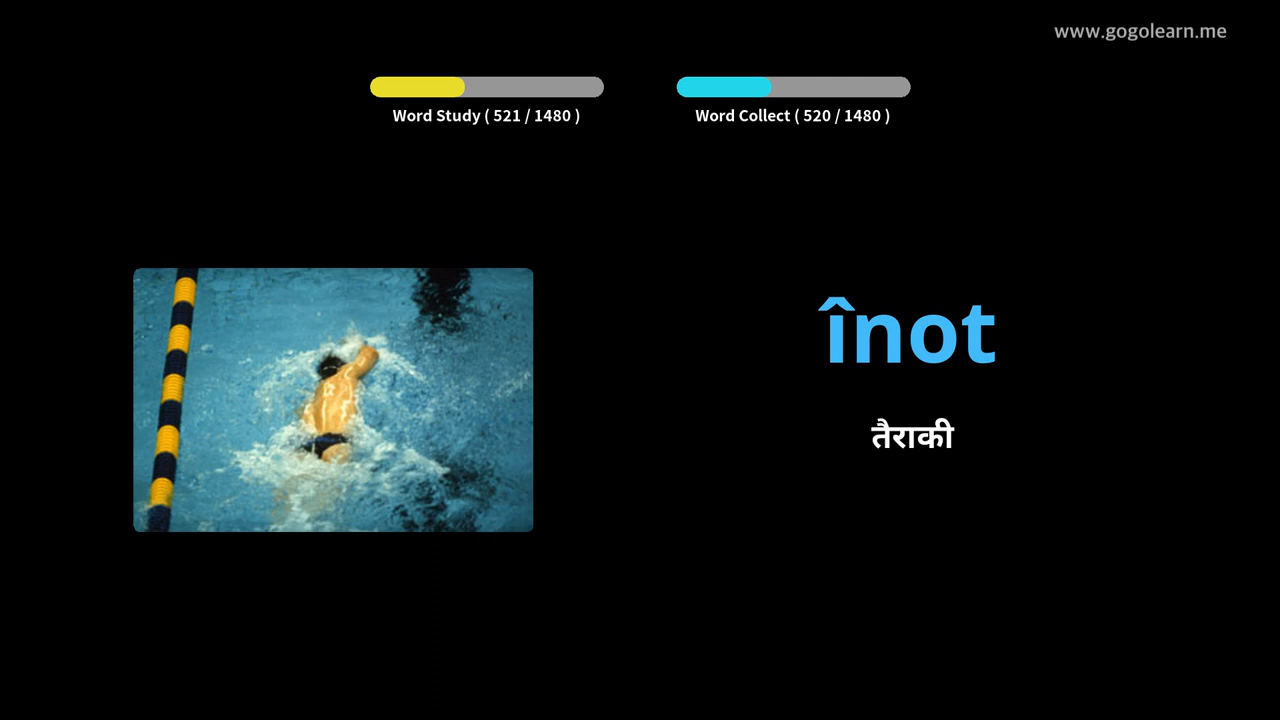 www.gogolearn.me
Word Study ( 521 / 1480 )
Word Collect ( 520 / 1480 )
înot
तैराकी